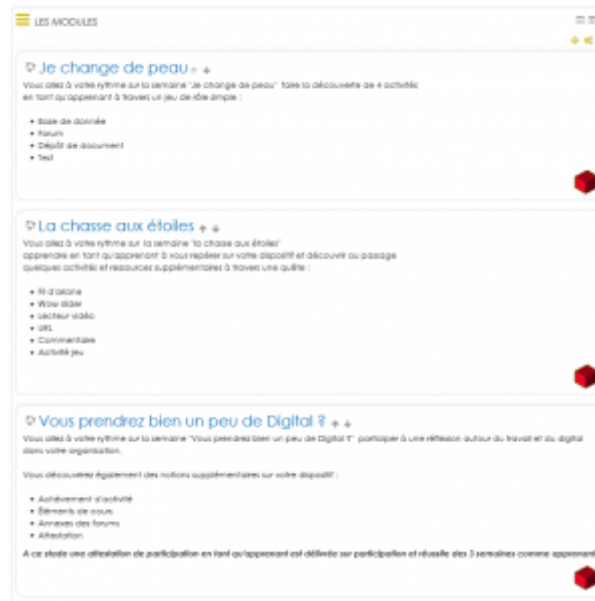 LES MODULES
Je change de peau
Vous allez à votre rythme sur la semaine "Je change de peau" faire la découverte de 4 activités
en tant qu'apprenant à travers un jeu de rôle simple :
Base de donnée
Forum
Dépôt de document
Test
La chasse aux étoiles
Vous allez à votre rythme sur la semaine "la chasse aux étoiles"
apprendre en tant qu'apprenant à vous repérer sur votre dispositif et découvrir au passage
quelques activités et ressources supplémentaires à travers une quête :
Fil d'ariane
Wow slider
Lecteur vidéo
URL
Commentaire
Activité jeu
Vous prendrez bien un peu de Digital ?
Vous allez à votre rythme sur la semaine "Vous prendrez bien un peu de Digital ?" participer à une réflexion autour du travail et du digital
dans votre organisation.
Vous découvrirez également des notions supplémentaires sur votre dispositif :
Achèvement d'activité
Éléments de cours
Annexes des forums
Attestation
A ce stade une attestation de participation en tant qu'apprenant est délivrée sur participation et réussite des 3 semaines comme apprenant